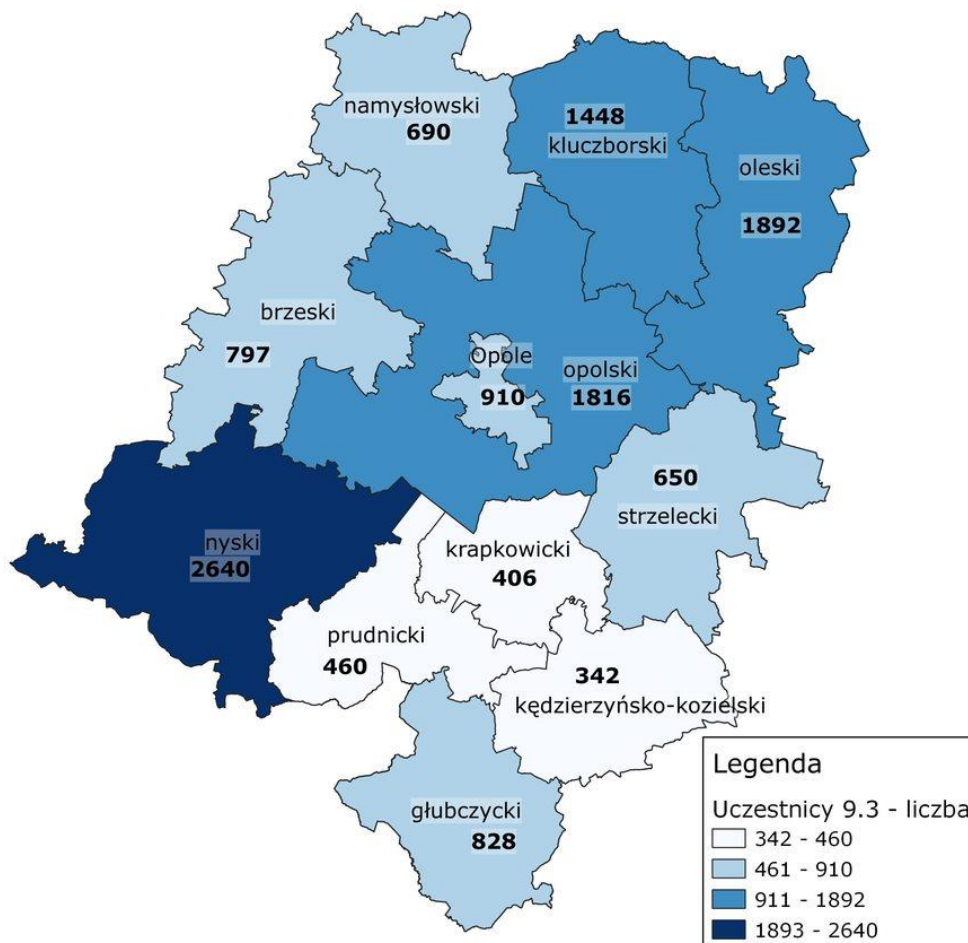 namysłowski
690
1448
kluczborski
oleski
1892
brzeski
797
Opole
910
opolski
1816
650
strzelecki
nyski
2640
krapkowicki
406
prudnicki
460
342
kędzierzyńsko-kozielski
głubczycki
828
Legenda
Uczestnicy 9.3 - liczba
342 - 460
461 - 910
911 - 1892
1893 - 2640